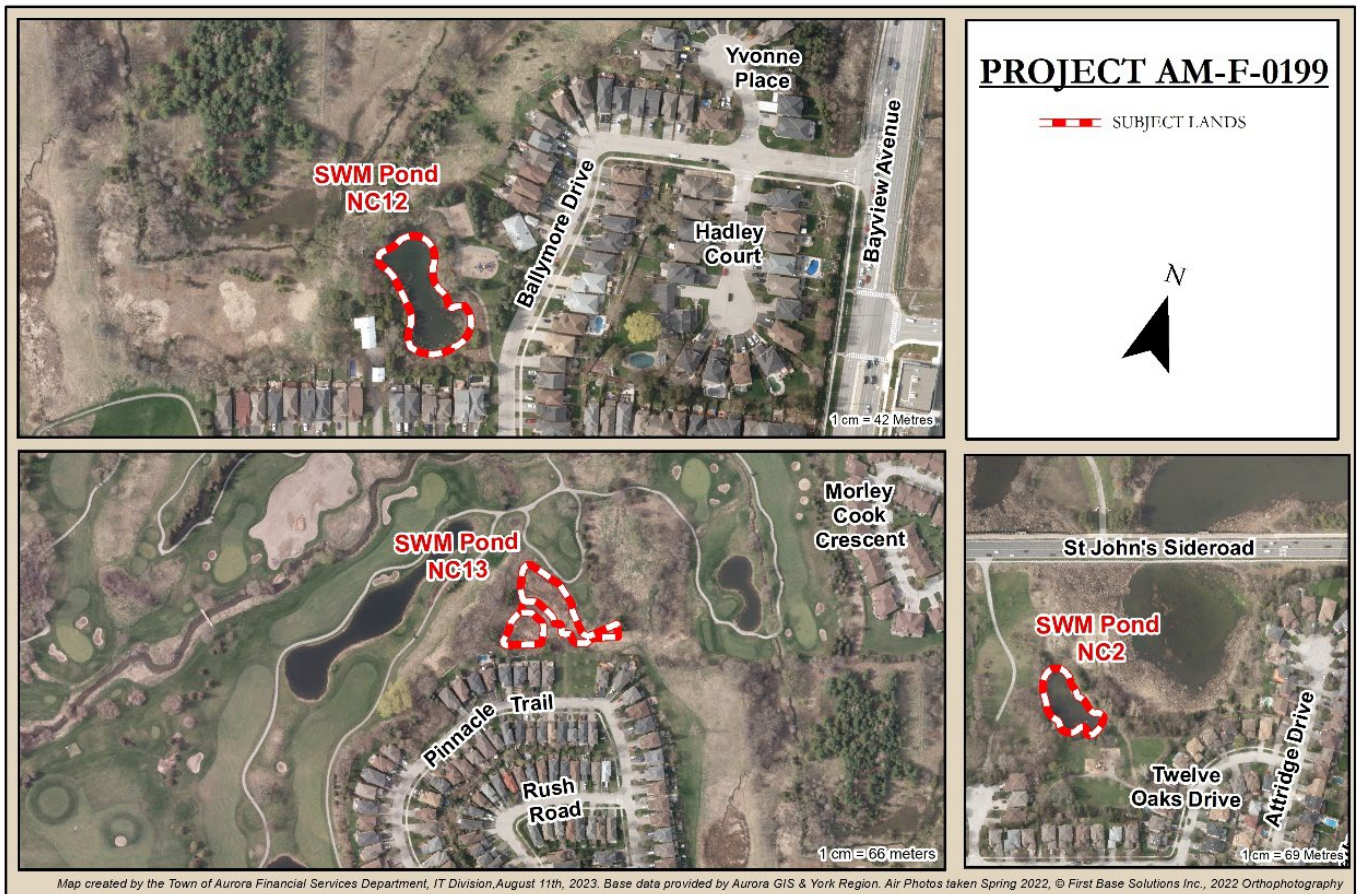 Yvonne
Place
Bayview Avenue
SWM Pond
NC12
Ballymore Drive
Hadley
Court
1 cm = 42 Metres
PROJECT AM-F-0199
SUBJECT LANDS
N
Morley
Cook
Crescent
SWM Pond
NC13
Pinnacle Trail
Rush
Road
1 cm = 66 meters
St John's Sideroad
SWM Pond
NC2
Twelve
Oaks Drive
Attridge Drive
1 cm = 69 Metres
Map created by the Town of Aurora Financial Services Department, IT Division,August 11th, 2023. Base data provided by Aurora GIS & York Region. Air Photos taken Spring 2022, © First Base Solutions Inc., 2022 Orthophotography